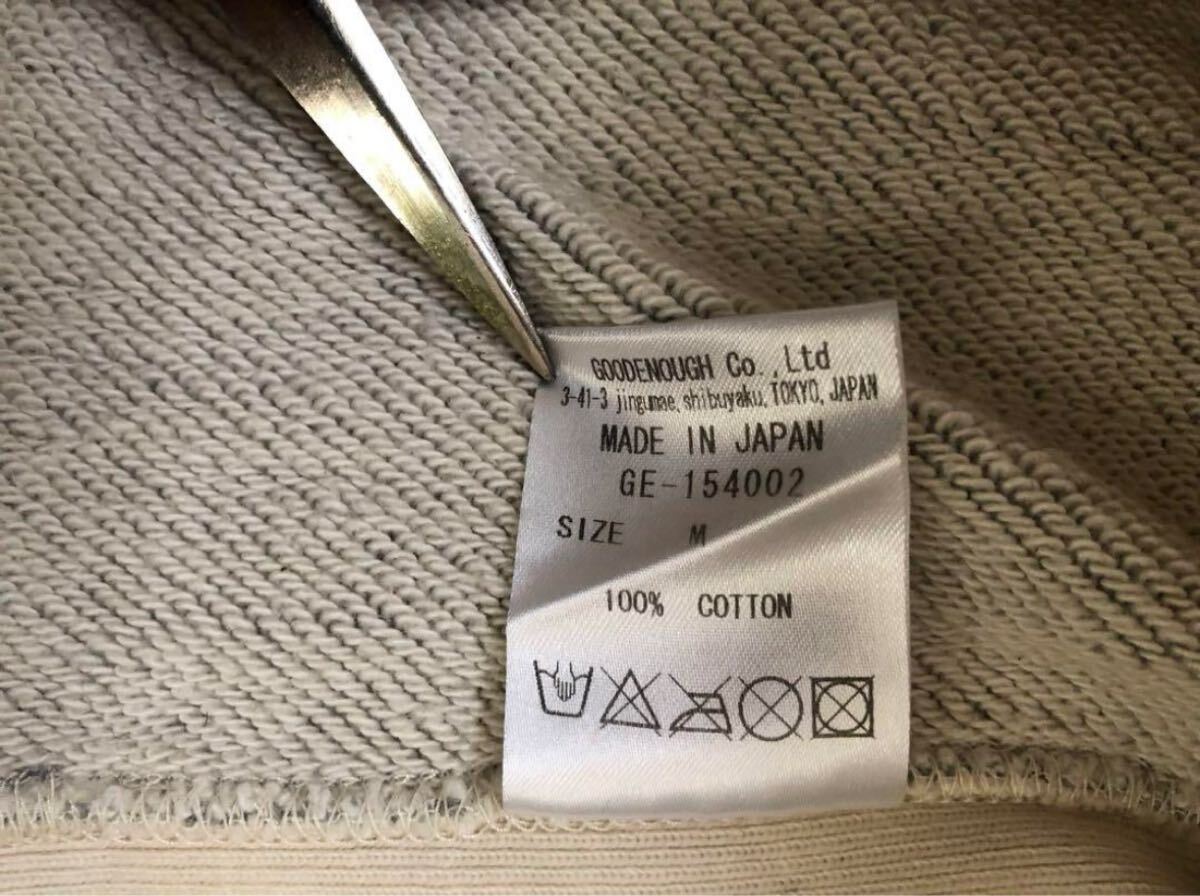 GOODENOUGH Co.,Ltd
3-41-3 jingumae, shibuyaku, TOKYO, JAPAN
MADE IN JAPAN
GE-154002
SIZE M
100% COTTON